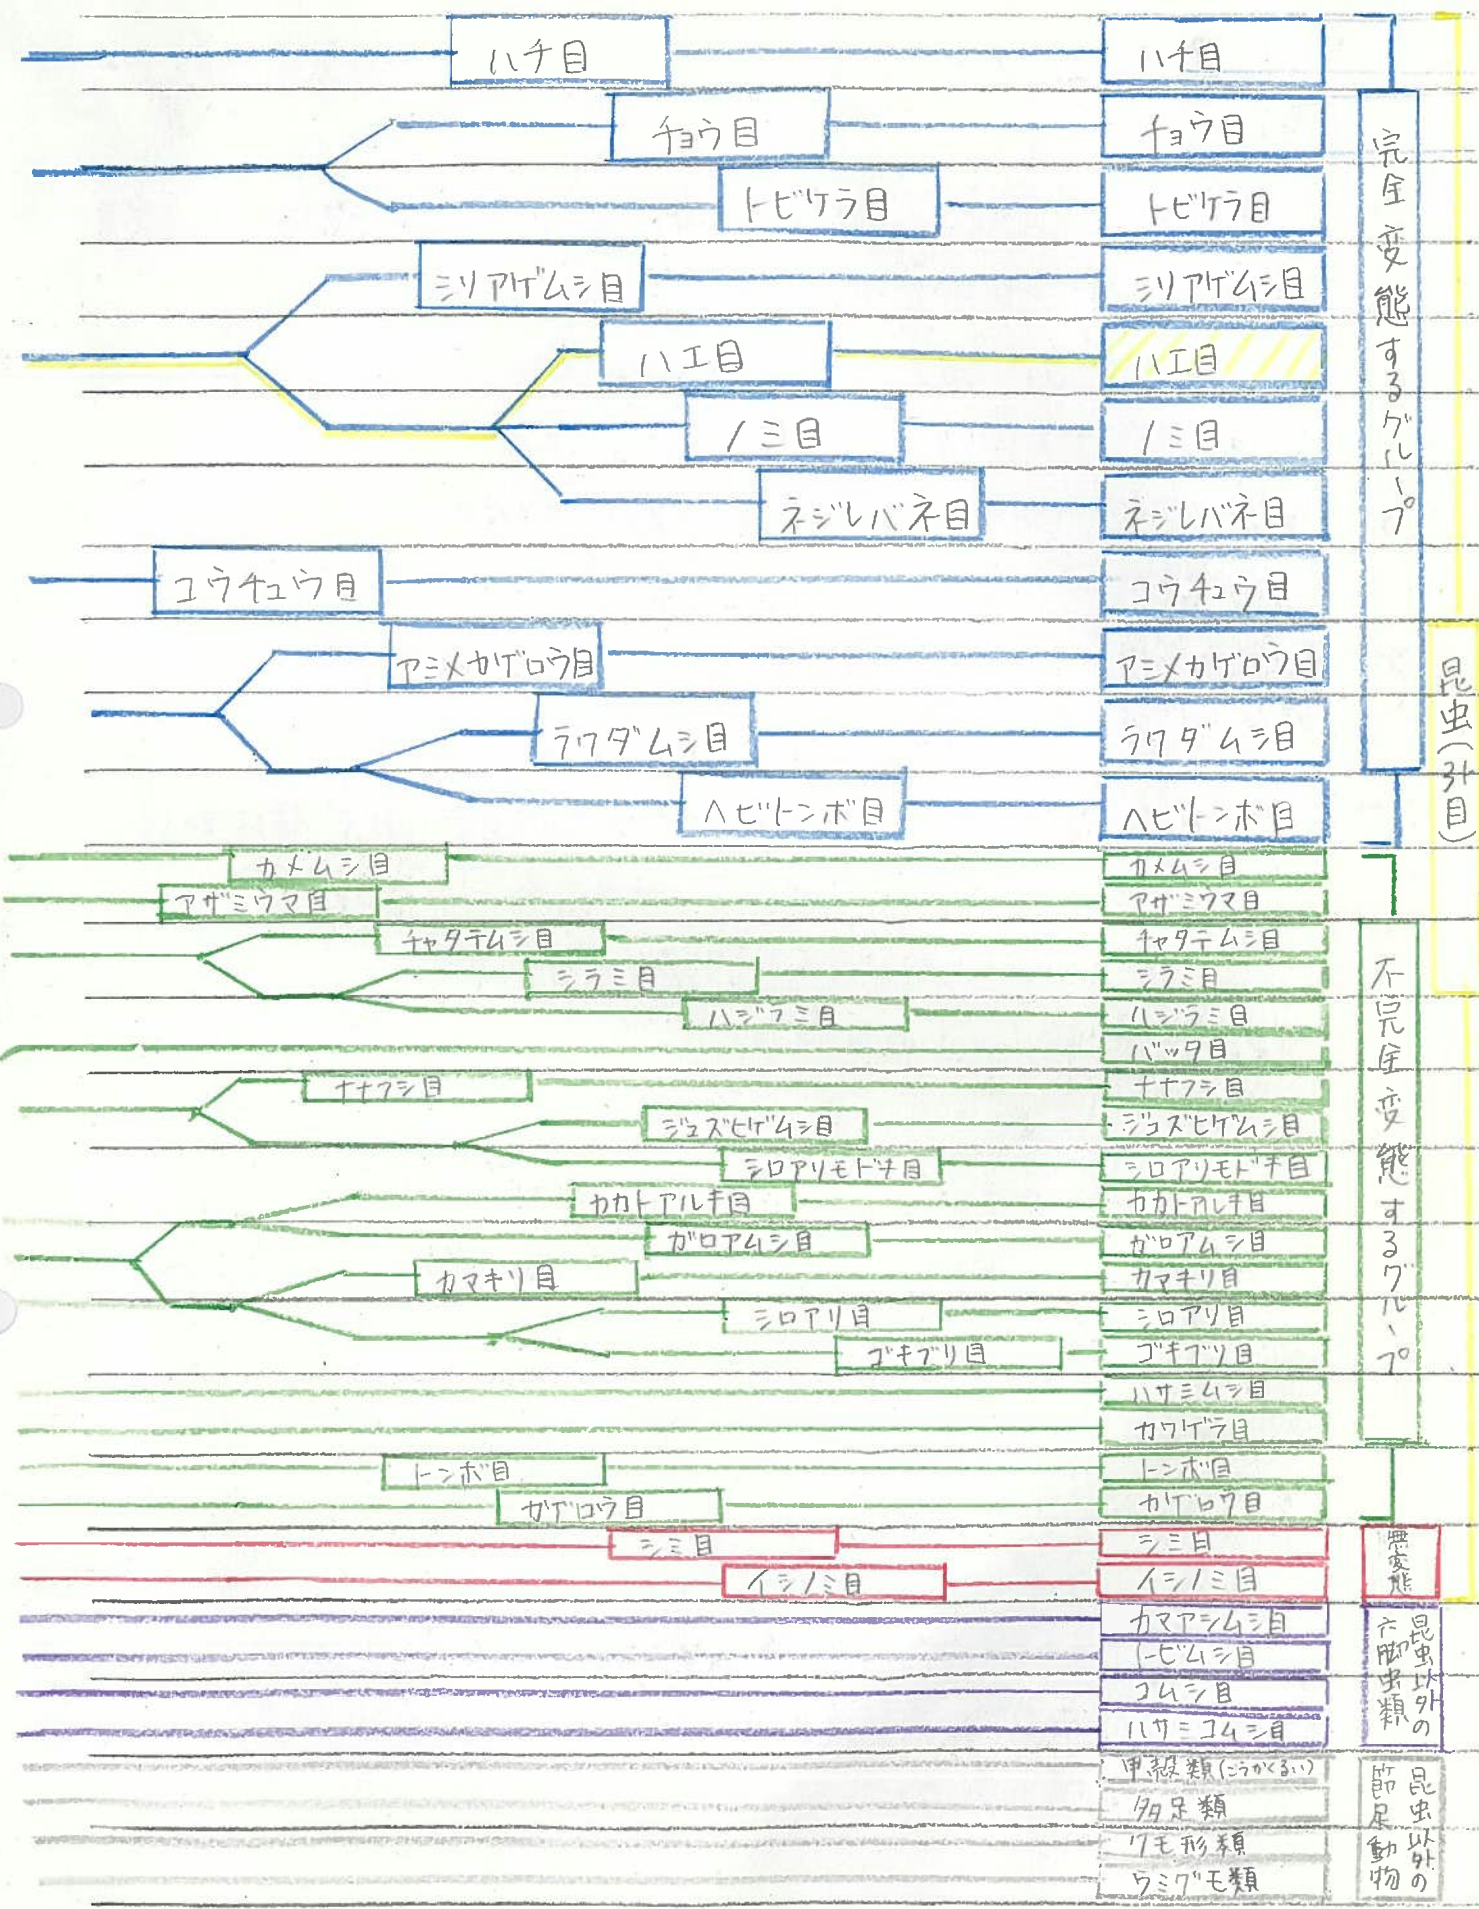 ハチ目 ハチ目
チョウ目 チョウ目
トビケラ目 トビケラ目
シリアゲムシ目 シリアゲムシ目
ハエ目 ハエ目
ノミ目 ノミ目
ネジレバネ目 ネジレバネ目
コウチュウ目 コウチュウ目
アミメカゲロウ目 アミメカゲロウ目
ラクダムシ目 ラクダムシ目
ヘビトンボ目 ヘビトンボ目
完全変態するグループ
カメムシ目 カメムシ目
アザミウマ目 アザミウマ目
チャタテムシ目 チャタテムシ目
シラミ目 シラミ目
ハジラミ目 ハジラミ目
バッタ目
ナナフシ目 ナナフシ目
ジュズヒゲムシ目 ジュズヒゲムシ目
シロアリモドキ目 シロアリモドキ目
カカトアルキ目 カカトアルキ目
ガロアムシ目 ガロアムシ目
カマキリ目 カマキリ目
シロアリ目 シロアリ目
ゴキブリ目 ゴキブリ目
ハサミムシ目
カワゲラ目
トンボ目 トンボ目
カゲロウ目 カゲロウ目
不完全変態するグループ
シミ目 シミ目
イシノミ目 イシノミ目
無変態
昆虫(31目)
カマアシムシ目
トビムシ目
コムシ目
ハサミコムシ目
昆虫以外の
六脚虫類
甲殻類(こうかくるい)
多足類
クモ形類
ウミグモ類
昆虫以外の
節足動物